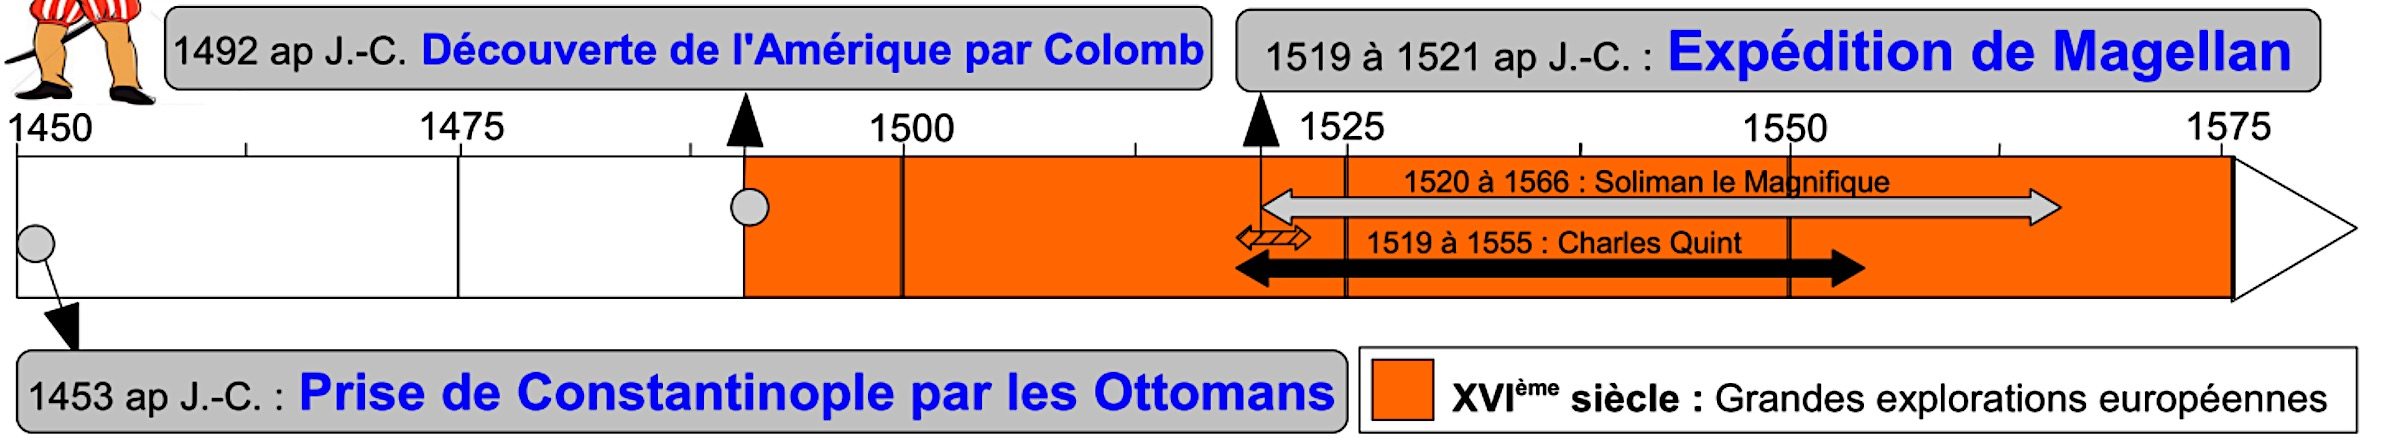 1492 ap J.-C. Découverte de l'Amérique par Colomb
1519 à 1521 ap J.-C. : Expédition de Magellan
1450 1475 1500 1525 1550 1575
1520 à 1566 : Soliman le Magnifique
1519 à 1555 : Charles Quint
1453 ap J.-C. : Prise de Constantinople par les Ottomans
XVIème siècle : Grandes explorations européennes